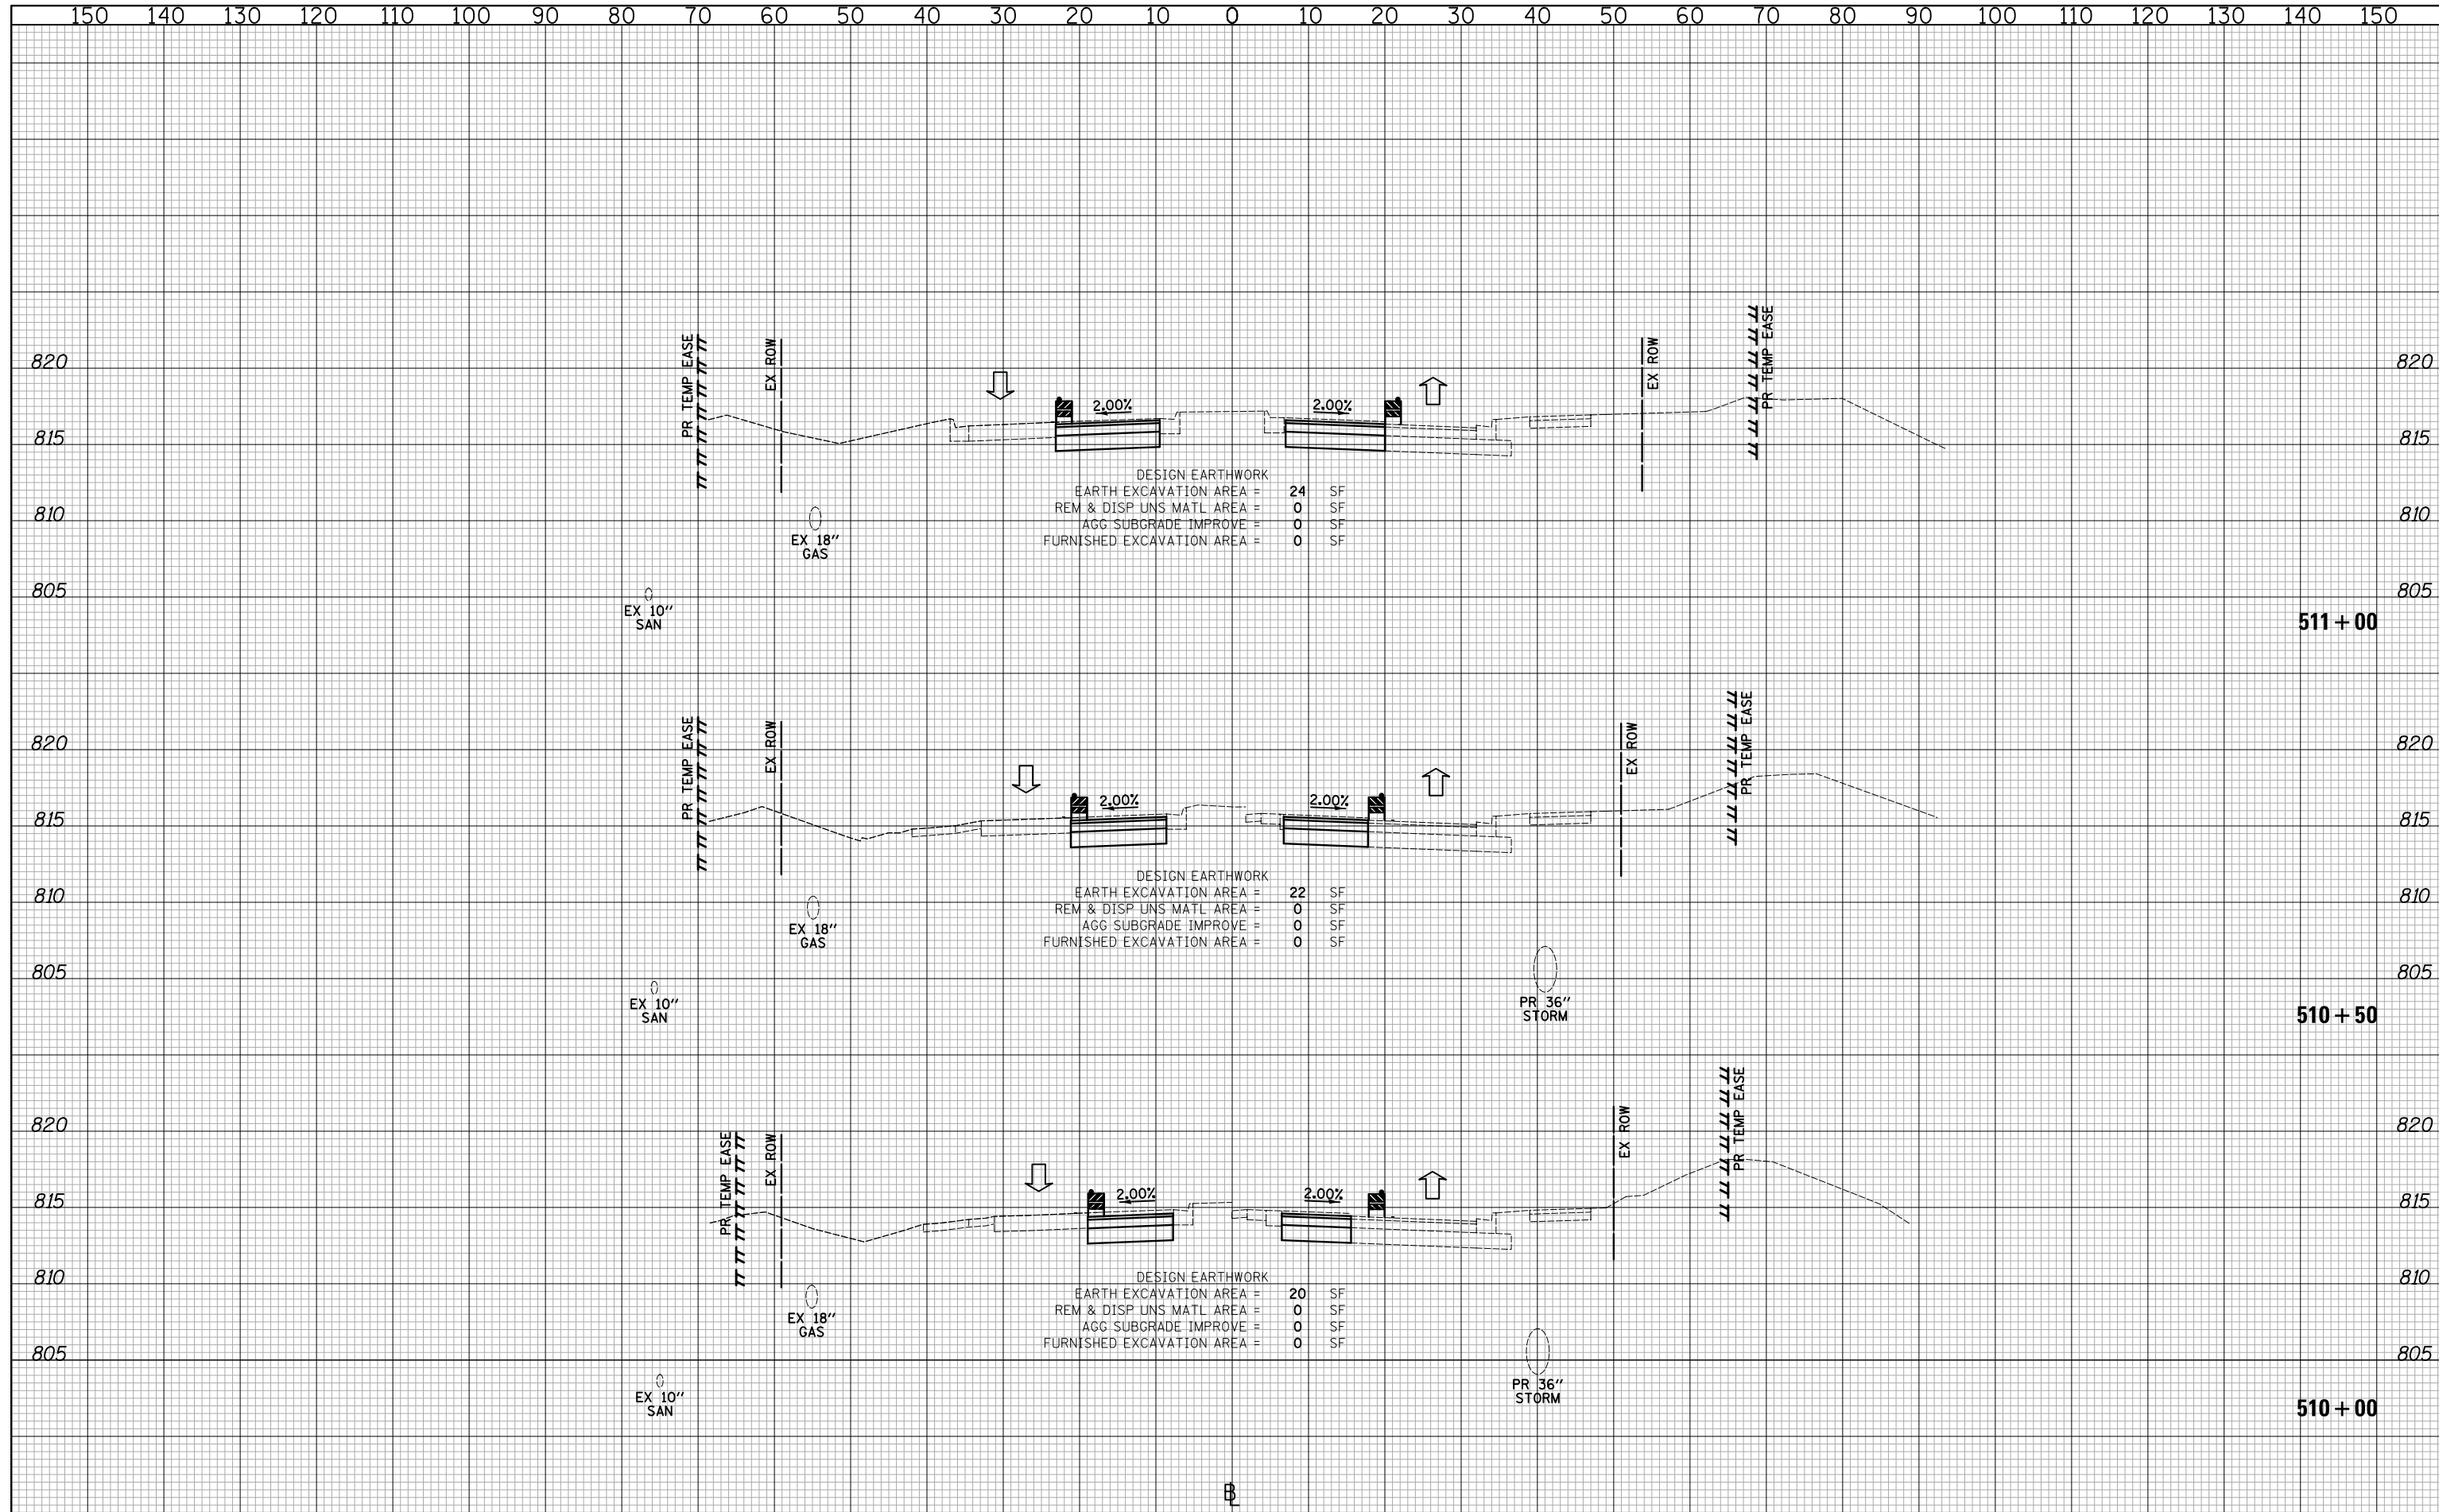 150 140 130 120 110 100 90 80 70 60 50 40 30 20 10 0 10 20 30 40 50 60 70 80 90 100 110 120 130 140 150
PR TEMP EASE
EX ROW
EX ROW
PR TEMP EASE
820 820
2.00% 2.00%
815 815
DESIGN EARTHWORK
EARTH EXCAVATION AREA = 24 SF
REM & DISP UNS MATL AREA = 0 SF
AGG SUBGRADE IMPROVE = 0 SF
FURNISHED EXCAVATION AREA = 0 SF
810 810
EX 18"
GAS
805 805
EX 10"
SAN
511+00
PR TEMP EASE
EX ROW
EX ROW
PR TEMP EASE
820 820
2.00% 2.00%
815 815
DESIGN EARTHWORK
EARTH EXCAVATION AREA = 22 SF
REM & DISP UNS MATL AREA = 0 SF
AGG SUBGRADE IMPROVE = 0 SF
FURNISHED EXCAVATION AREA = 0 SF
810 810
EX 18"
GAS
805 805
EX 10"
SAN
PR 36"
STORM
510+50
PR TEMP EASE
EX ROW
EX ROW
PR TEMP EASE
820 820
2.00% 2.00%
815 815
DESIGN EARTHWORK
EARTH EXCAVATION AREA = 20 SF
REM & DISP UNS MATL AREA = 0 SF
AGG SUBGRADE IMPROVE = 0 SF
FURNISHED EXCAVATION AREA = 0 SF
810 810
EX 18"
GAS
805 805
EX 10"
SAN
PR 36"
STORM
510+00
BL